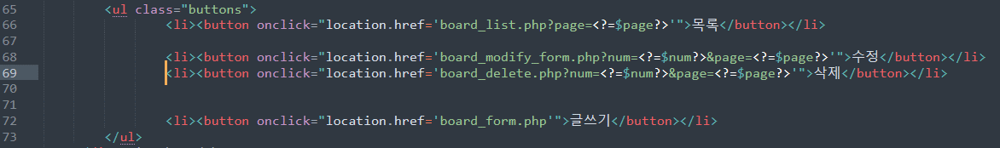 65 <ul class="buttons">
66 <li><button onclick="location.href='board_list.php?page=<?=$page?>'">목록</button></li>
67
68 <li><button onclick="location.href='board_modify_form.php?num=<?=$num?>&page=<?=$page?>'">수정</button></li>
69 <li><button onclick="location.href='board_delete.php?num=<?=$num?>&page=<?=$page?>'">삭제</button></li>
70
71
72 <li><button onclick="location.href='board_form.php'">글쓰기</button></li>
73 </ul>